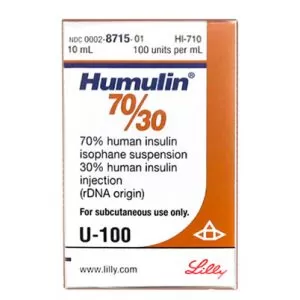 NDC 0002-8715-01 HI-710
10 mL 100 units per mL
Humulin®
70/30
70% human insulin
isophane suspension
30% human insulin
injection
(rDNA origin)
For subcutaneous use only.
U-100
www.lilly.com Lilly